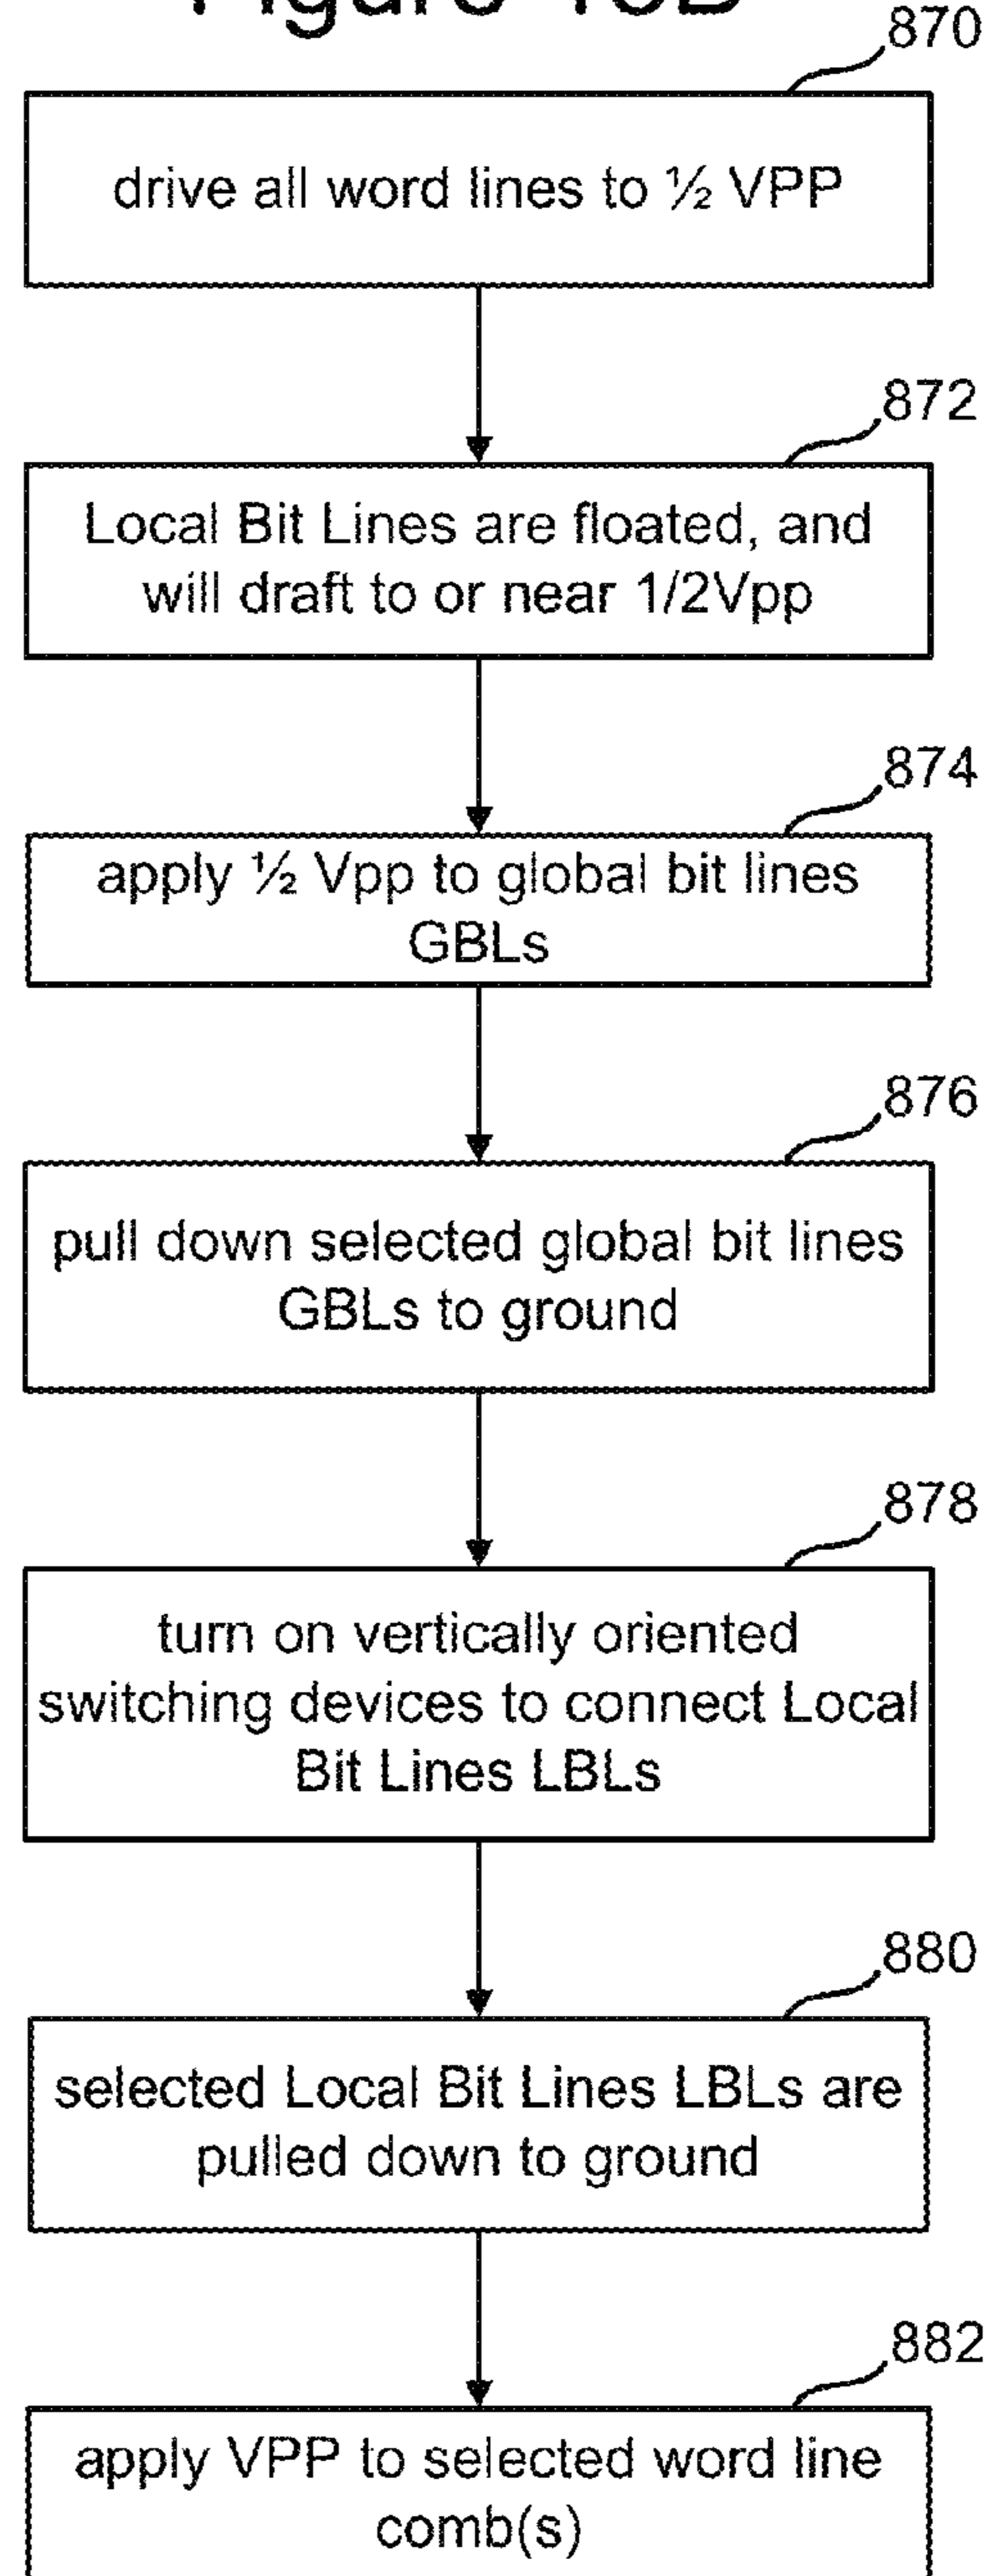 870
drive all word lines to ½ VPP
872
Local Bit Lines are floated, and
will draft to or near 1/2Vpp
874
apply ½ Vpp to global bit lines
GBLs
876
pull down selected global bit lines
GBLs to ground
878
turn on vertically oriented
switching devices to connect Local
Bit Lines LBLs
880
selected Local Bit Lines LBLs are
pulled down to ground
882
apply VPP to selected word line
comb(s)